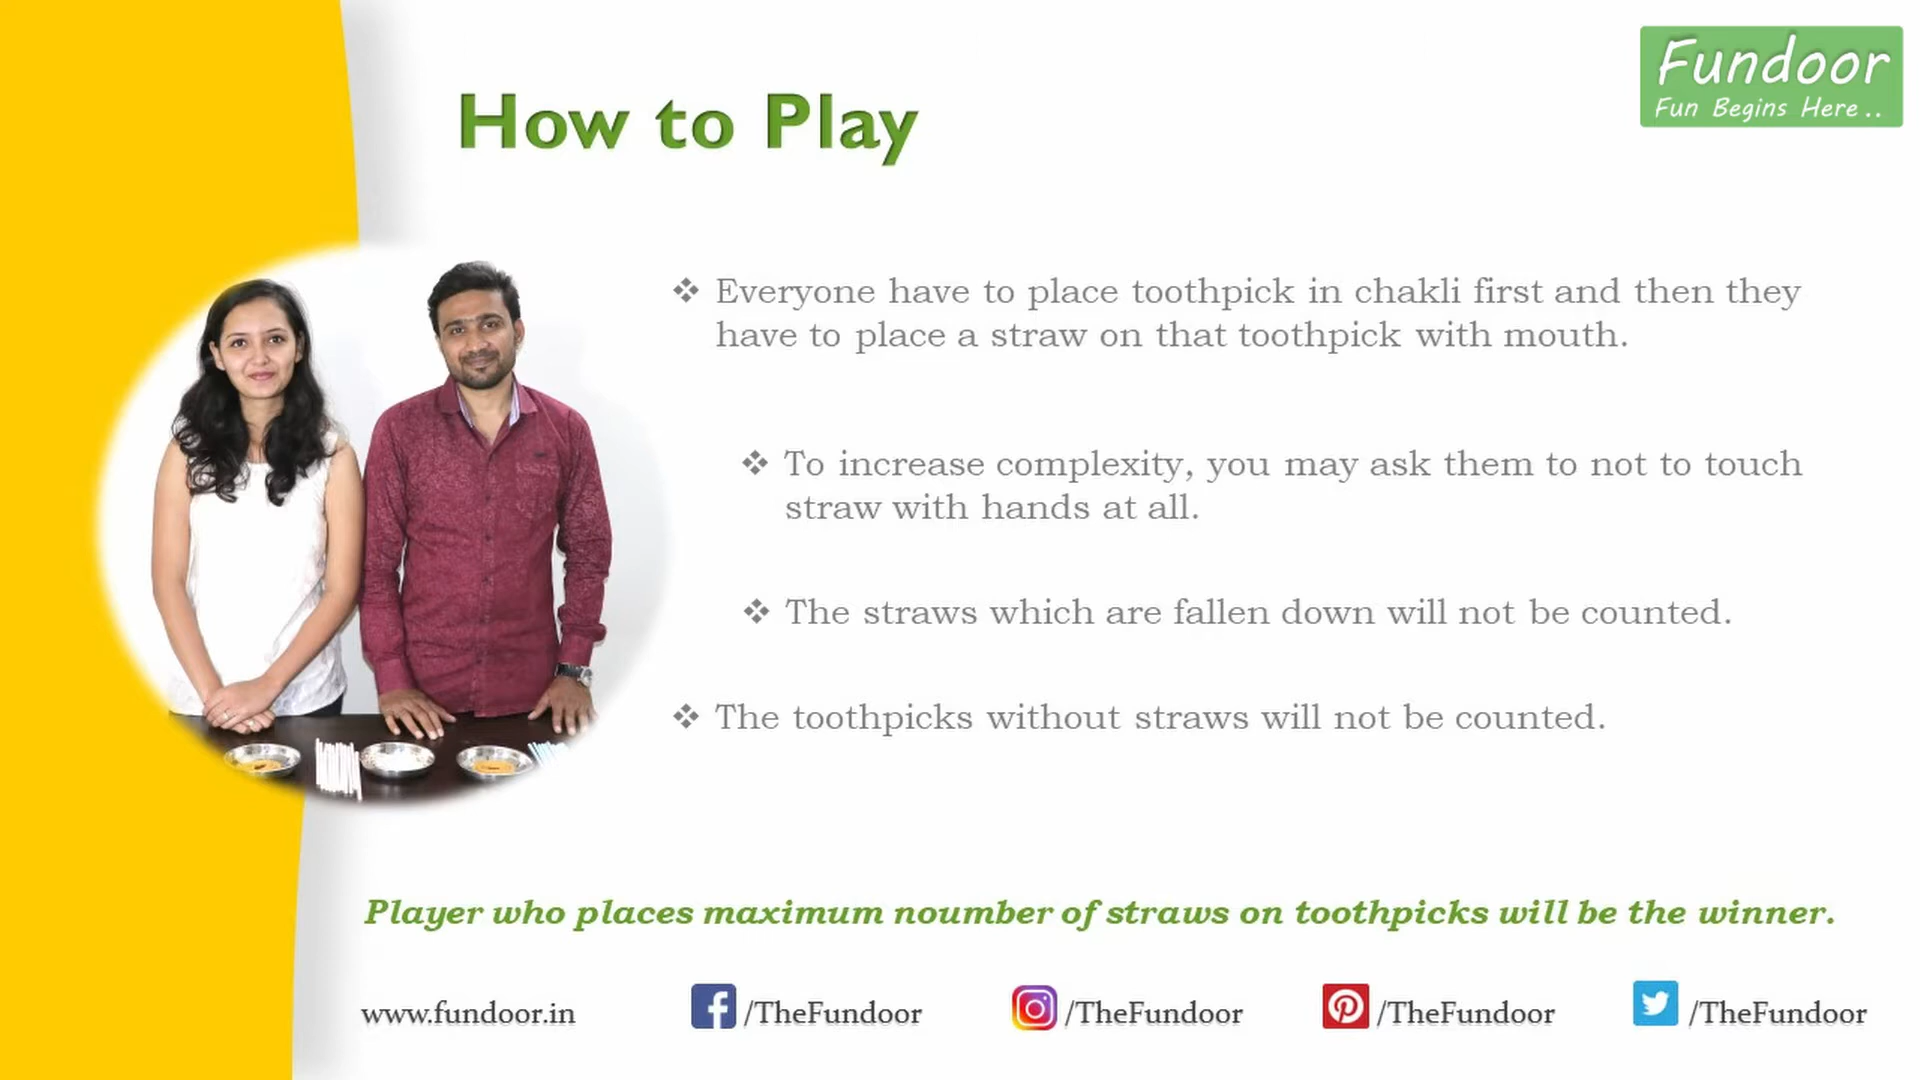 Fundoor
Fun Begins Here..
How to Play
Everyone have to place toothpick in chakli first and then they
have to place a straw on that toothpick with mouth.
To increase complexity, you may ask them to not to touch
straw with hands at all.
The straws which are fallen down will not be counted.
The toothpicks without straws will not be counted.
Player who places maximum noumber of straws on toothpicks will be the winner.
www.fundoor.in /TheFundoor /TheFundoor /TheFundoor /TheFundoor